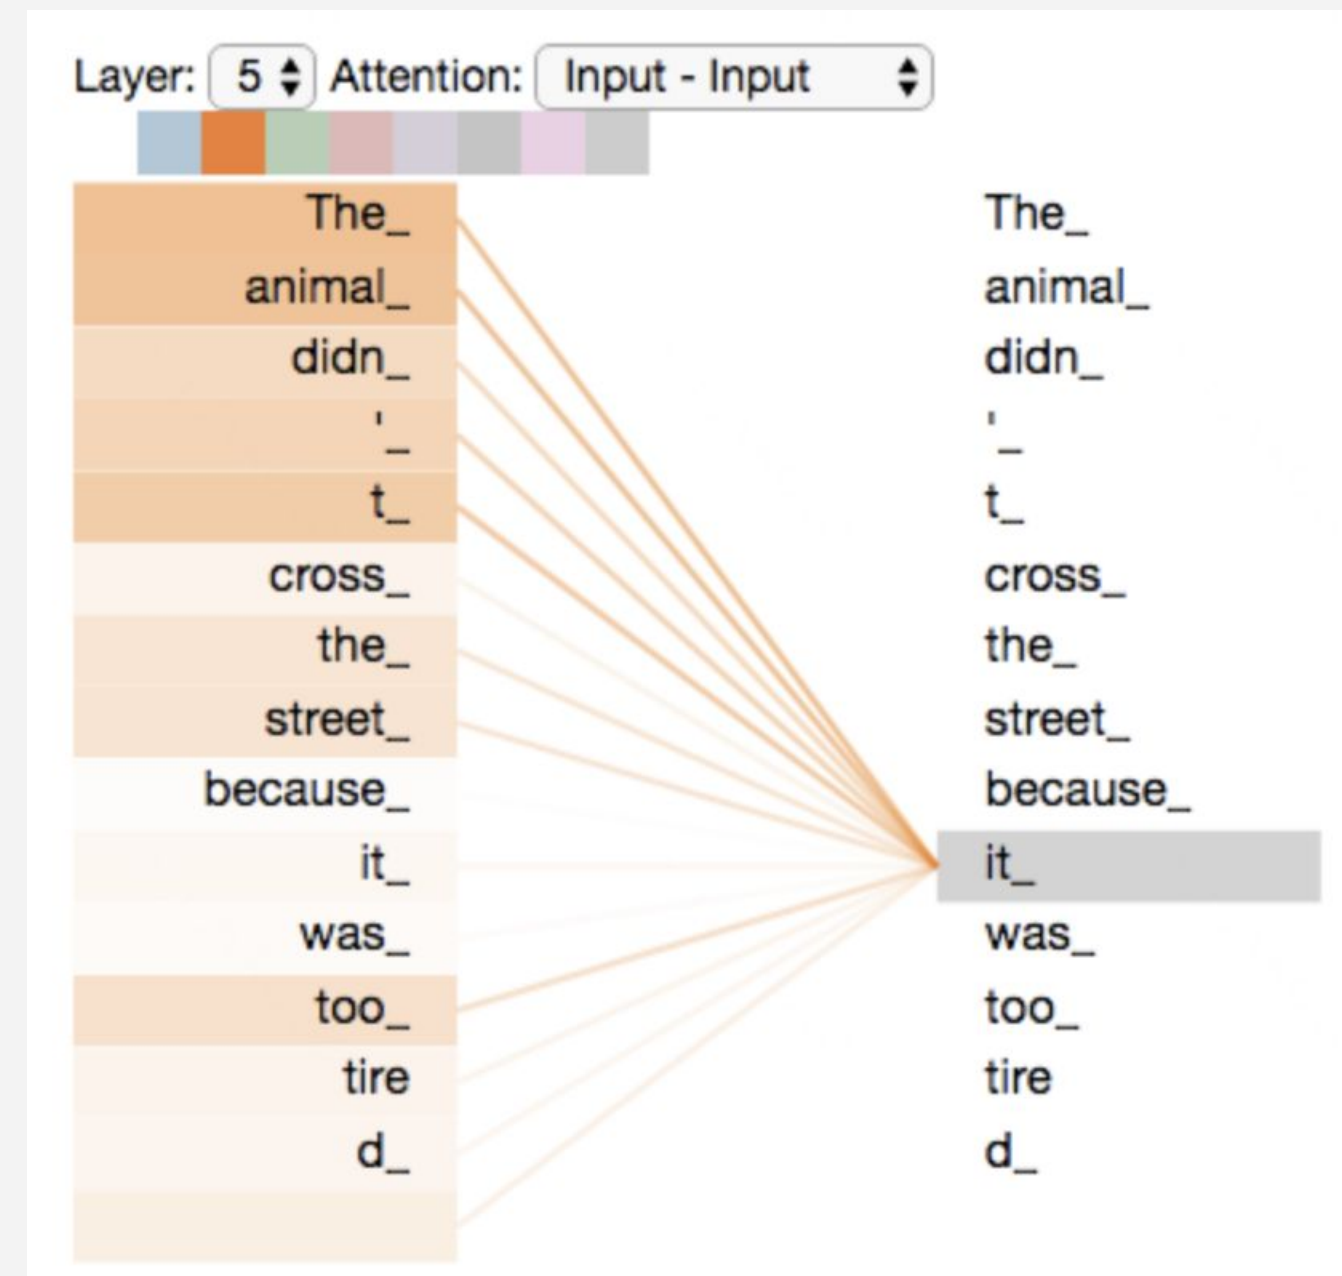 Layer: 5 Attention: Input - Input
The_ The_
animal_ animal_
didn_ didn_
'_ '_
t_ t_
cross_ cross_
the_ the_
street_ street_
because_ because_
it_ it_
was_ was_
too_ too_
tire tire
d_ d_